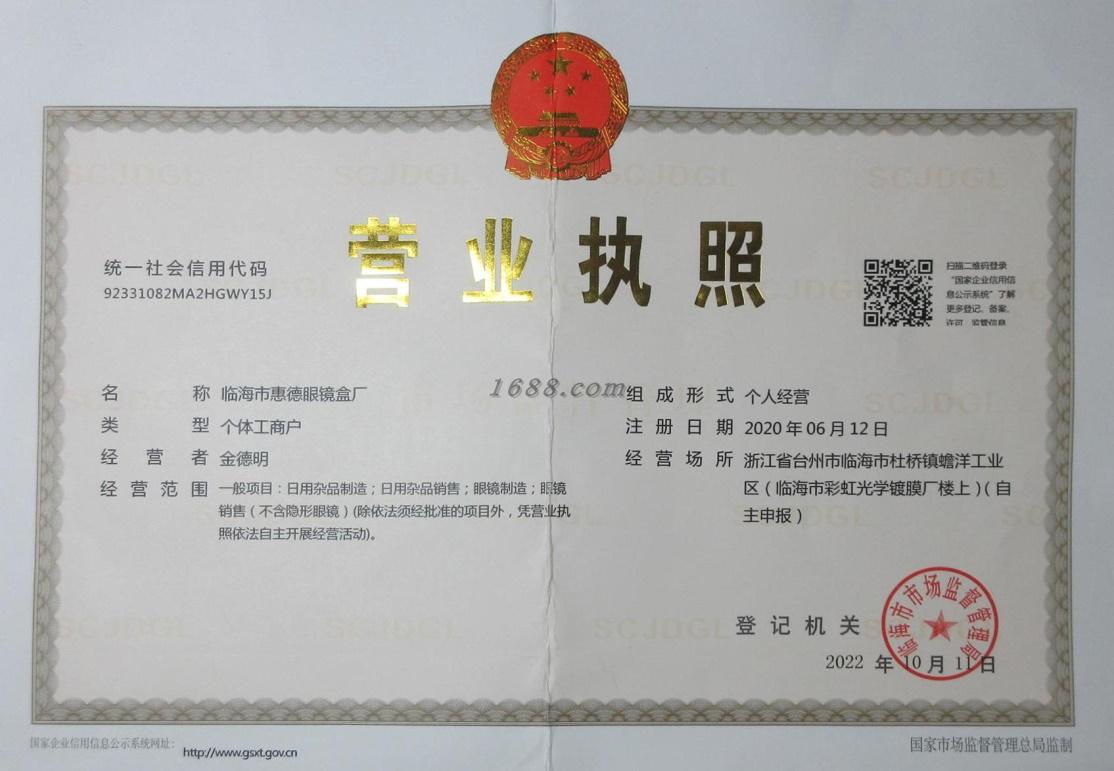 营业执照
统一社会信用代码
92331082MA2HGWY15J
扫描二维码登录
“国家企业信用信
息公示系统”了解
更多登记、备案、
许可、监管信息
1688.com
名称 临海市惠德眼镜盒厂
类型 个体工商户
经营者 金德明
经营范围 一般项目：日用杂品制造；日用杂品销售；眼镜制造；眼镜
销售（不含隐形眼镜）(除依法须经批准的项目外，凭营业执
照依法自主开展经营活动)。
组成形式 个人经营
注册日期 2020年06月12日
经营场所 浙江省台州市临海市杜桥镇蟾洋工业
区（临海市彩虹光学镀膜厂楼上）（自
主申报）
登记机关
临海市市场监督管理局
2022年10月11日
国家企业信用信息公示系统网址：
http://www.gsxt.gov.cn
国家市场监督管理总局监制
SCJDGL SCJDGL SCJDGL SCJDGL